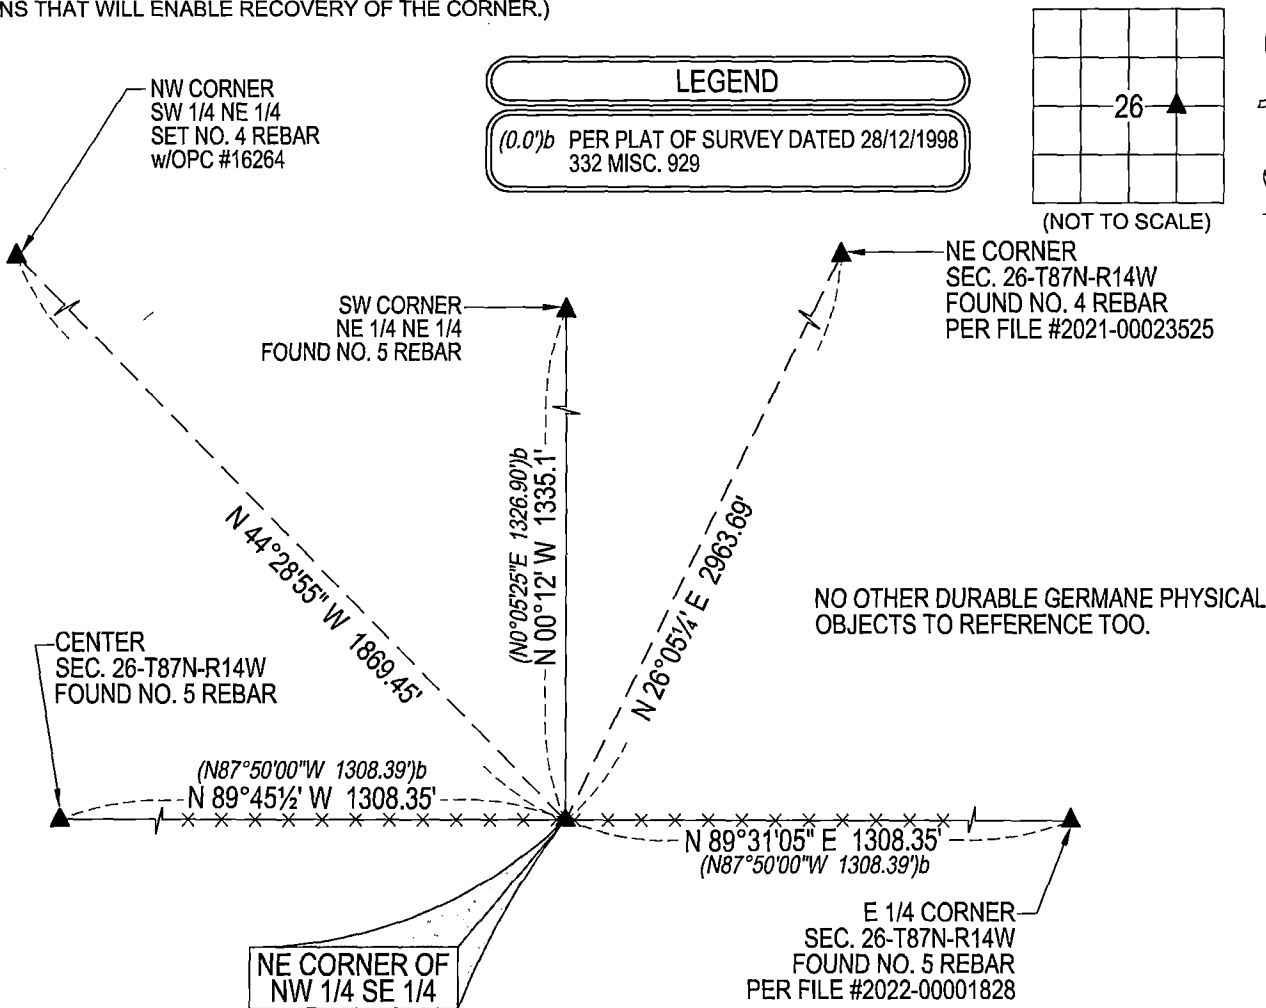 NS THAT WILL ENABLE RECOVERY OF THE CORNER.)
NW CORNER
SW 1/4 NE 1/4
SET NO. 4 REBAR
w/OPC #16264
LEGEND
(0.0')b PER PLAT OF SURVEY DATED 28/12/1998
332 MISC. 929
26
(NOT TO SCALE)
NE CORNER
SEC. 26-T87N-R14W
FOUND NO. 4 REBAR
PER FILE #2021-00023525
SW CORNER
NE 1/4 NE 1/4
FOUND NO. 5 REBAR
(N0°05'25"E 1326.90')b
N 00°12' W 1335.1'
N 44°28'55" W 1869.45'
N 26°05¼' E 2963.69'
NO OTHER DURABLE GERMANE PHYSICAL
OBJECTS TO REFERENCE TOO.
CENTER
SEC. 26-T87N-R14W
FOUND NO. 5 REBAR
(N87°50'00"W 1308.39')b
N 89°45½' W 1308.35'
N 89°31'05" E 1308.35'
(N87°50'00"W 1308.39')b
E 1/4 CORNER
SEC. 26-T87N-R14W
FOUND NO. 5 REBAR
PER FILE #2022-00001828
NE CORNER OF
NW 1/4 SE 1/4